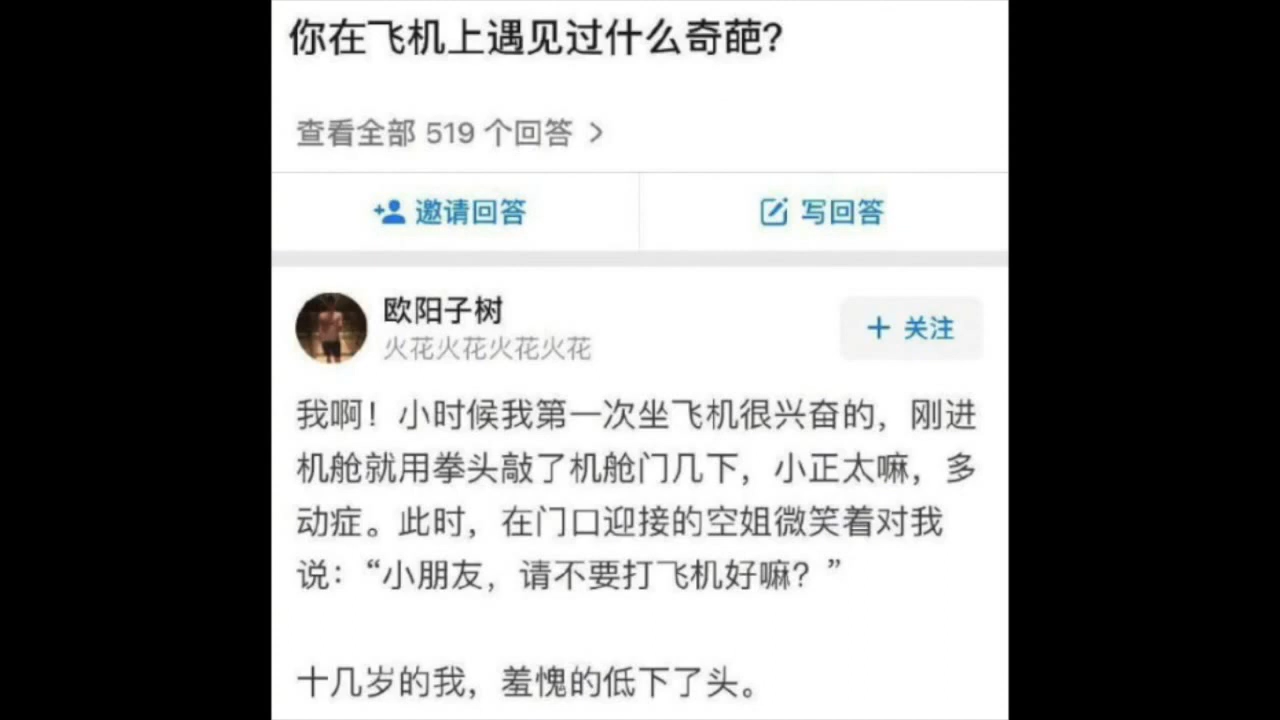 你在飞机上遇见过什么奇葩?
查看全部 519 个回答 >
邀请回答
写回答
欧阳子树
火花火花火花火花
+ 关注
我啊！小时候我第一次坐飞机很兴奋的，刚进
机舱就用拳头敲了机舱门几下，小正太嘛，多
动症。此时，在门口迎接的空姐微笑着对我
说：“小朋友，请不要打飞机好嘛？”
十几岁的我，羞愧的低下了头。